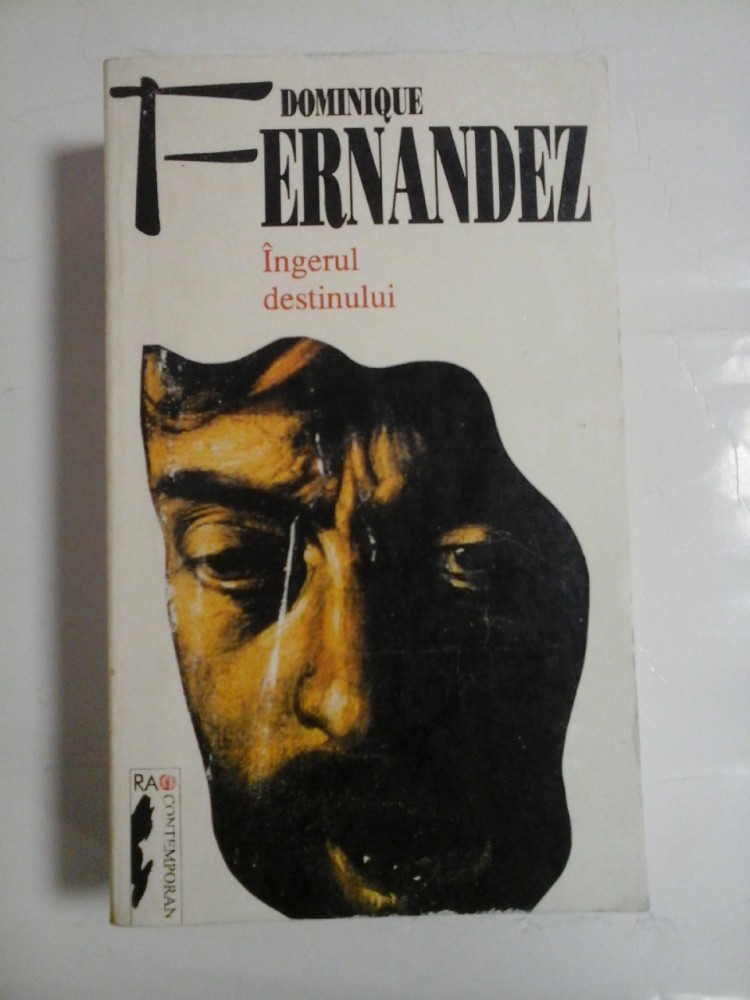 DOMINIQUE
FERNANDEZ
Îngerul
destinului
RAO
CONTEMPORAN